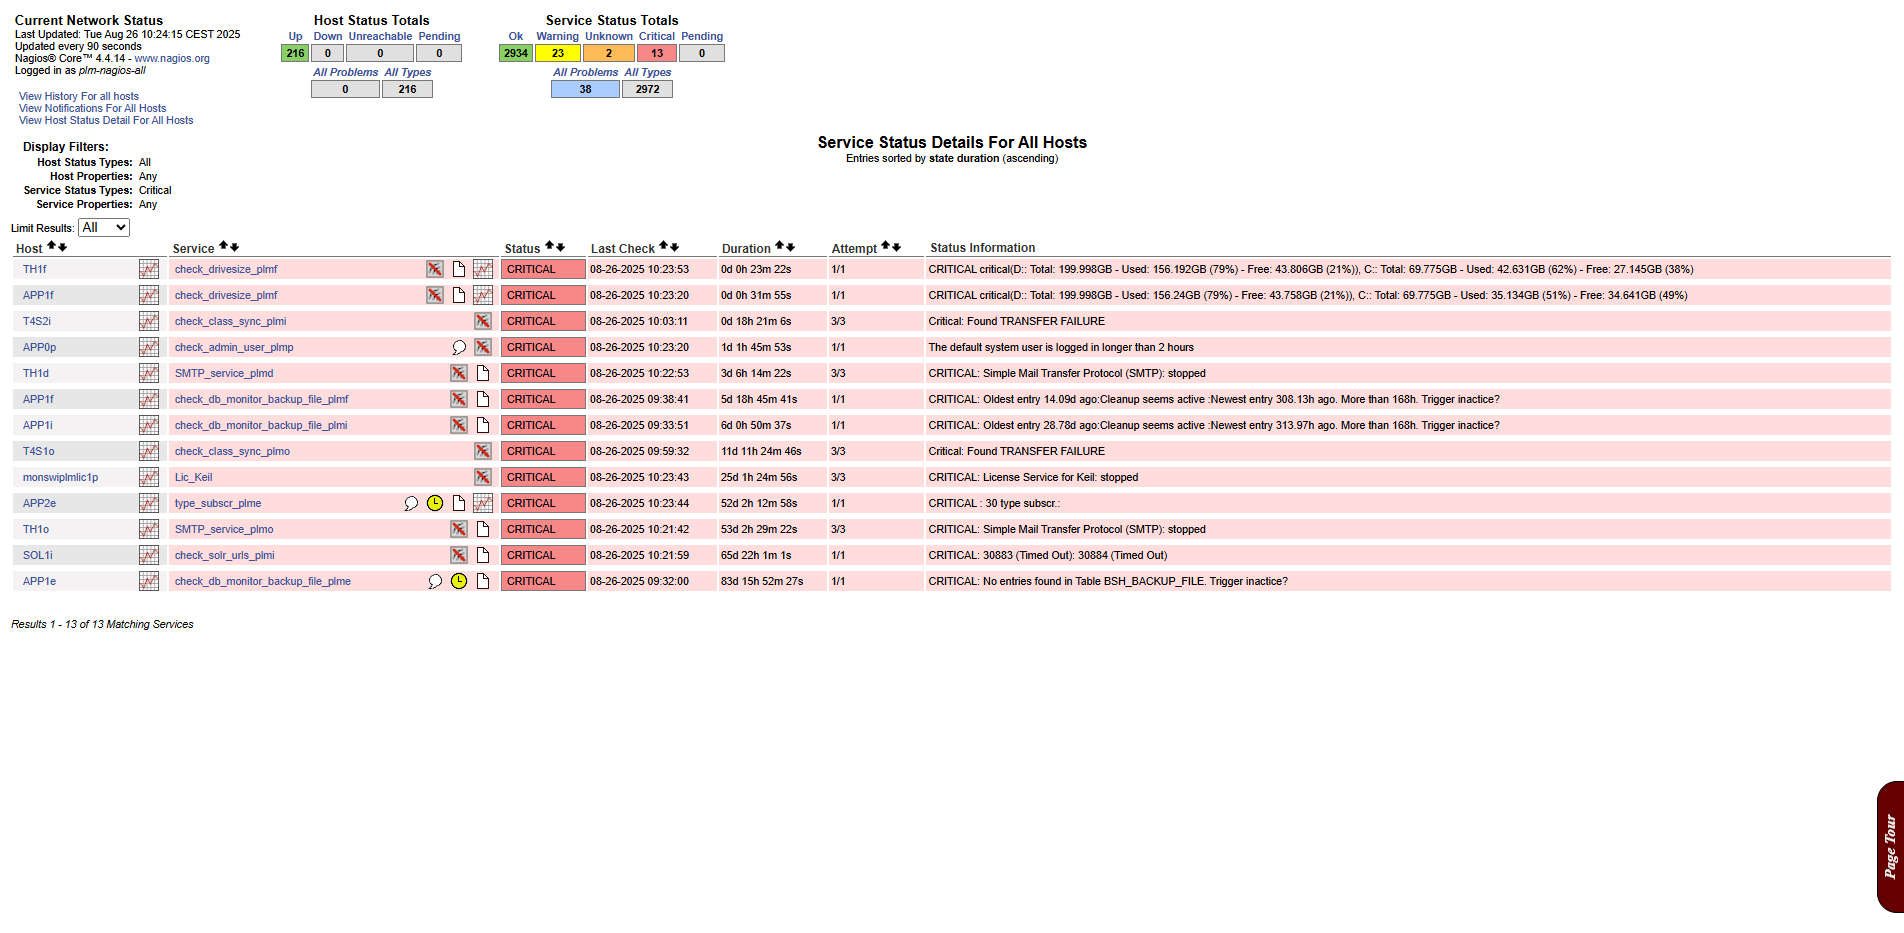 Current Network Status
Last Updated: Tue Aug 26 10:24:15 CEST 2025
Updated every 90 seconds
Nagios® Core™ 4.4.14 - www.nagios.org
Logged in as plm-nagios-all
View History For all hosts
View Notifications For All Hosts
View Host Status Detail For All Hosts
Host Status Totals
Up Down Unreachable Pending
216 0 0 0
All Problems All Types
0 216
Service Status Totals
Ok Warning Unknown Critical Pending
2934 23 2 13 0
All Problems All Types
38 2972
Display Filters:
Host Status Types: All
Host Properties: Any
Service Status Types: Critical
Service Properties: Any
Service Status Details For All Hosts
Entries sorted by state duration (ascending)
Limit Results: All
Host Service Status Last Check Duration Attempt Status Information
TH1f check_drivesize_plmf CRITICAL 08-26-2025 10:23:53 0d 0h 23m 22s 1/1 CRITICAL critical(D:: Total: 199.998GB - Used: 156.192GB (79%) - Free: 43.806GB (21%)), C:: Total: 69.775GB - Used: 42.631GB (62%) - Free: 27.145GB (38%)
APP1f check_drivesize_plmf CRITICAL 08-26-2025 10:23:20 0d 0h 31m 55s 1/1 CRITICAL critical(D:: Total: 199.998GB - Used: 156.24GB (79%) - Free: 43.758GB (21%)), C:: Total: 69.775GB - Used: 35.134GB (51%) - Free: 34.641GB (49%)
T4S2i check_class_sync_plmi CRITICAL 08-26-2025 10:03:11 0d 18h 21m 6s 3/3 Critical: Found TRANSFER FAILURE
APP0p check_admin_user_plmp CRITICAL 08-26-2025 10:23:20 1d 1h 45m 53s 1/1 The default system user is logged in longer than 2 hours
TH1d SMTP_service_plmd CRITICAL 08-26-2025 10:22:53 3d 6h 14m 22s 3/3 CRITICAL: Simple Mail Transfer Protocol (SMTP): stopped
APP1f check_db_monitor_backup_file_plmf CRITICAL 08-26-2025 09:38:41 5d 18h 45m 41s 1/1 CRITICAL: Oldest entry 14.09d ago:Cleanup seems active :Newest entry 308.13h ago. More than 168h. Trigger inactice?
APP1i check_db_monitor_backup_file_plmi CRITICAL 08-26-2025 09:33:51 6d 0h 50m 37s 1/1 CRITICAL: Oldest entry 28.78d ago:Cleanup seems active :Newest entry 313.97h ago. More than 168h. Trigger inactice?
T4S1o check_class_sync_plmo CRITICAL 08-26-2025 09:59:32 11d 11h 24m 46s 3/3 Critical: Found TRANSFER FAILURE
monswiplmlic1p Lic_Keil CRITICAL 08-26-2025 10:23:43 25d 1h 24m 56s 3/3 CRITICAL: License Service for Keil: stopped
APP2e type_subscr_plme CRITICAL 08-26-2025 10:23:44 52d 2h 12m 58s 1/1 CRITICAL : 30 type subscr.:
TH1o SMTP_service_plmo CRITICAL 08-26-2025 10:21:42 53d 2h 29m 22s 3/3 CRITICAL: Simple Mail Transfer Protocol (SMTP): stopped
SOL1i check_solr_urls_plmi CRITICAL 08-26-2025 10:21:59 65d 22h 1m 1s 1/1 CRITICAL: 30883 (Timed Out): 30884 (Timed Out)
APP1e check_db_monitor_backup_file_plme CRITICAL 08-26-2025 09:32:00 83d 15h 52m 27s 1/1 CRITICAL: No entries found in Table BSH_BACKUP_FILE. Trigger inactice?
Results 1 - 13 of 13 Matching Services
Page Tour